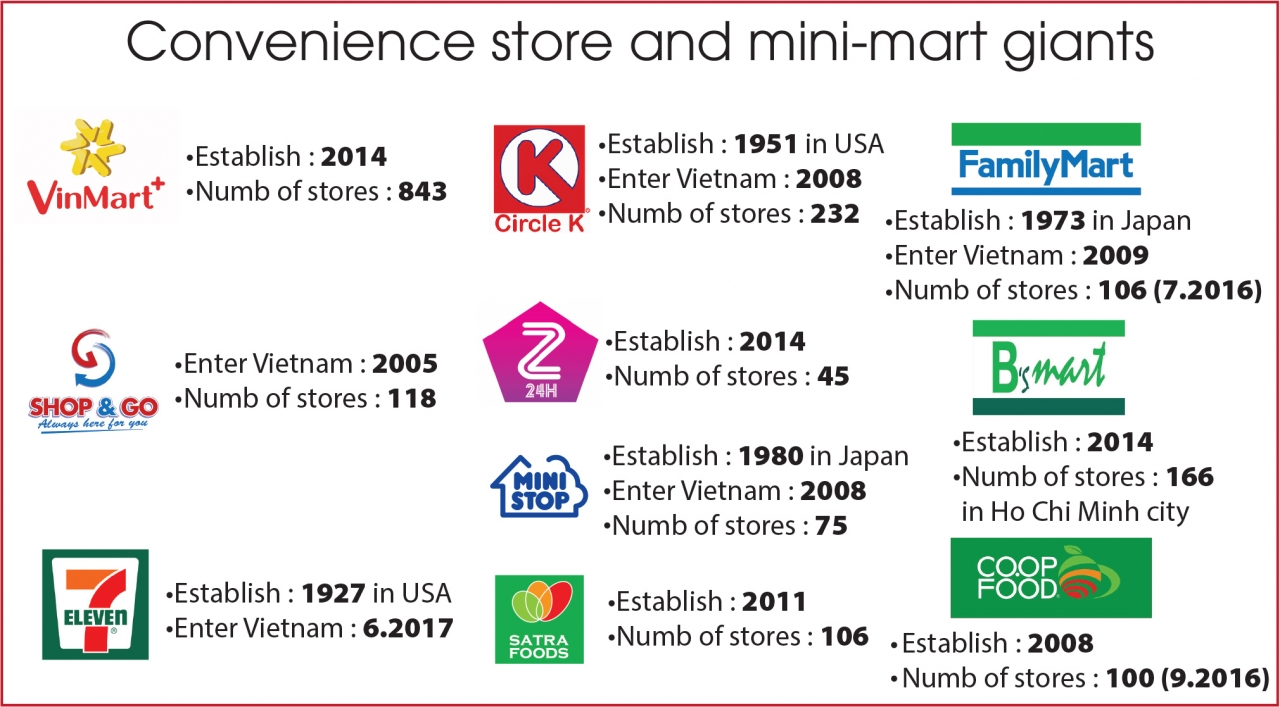 Convenience store and mini-mart giants
VinMart+
•Establish : 2014
•Numb of stores : 843
K
Circle K
•Establish : 1951 in USA
•Enter Vietnam : 2008
•Numb of stores : 232
FamilyMart
•Establish : 1973 in Japan
•Enter Vietnam : 2009
•Numb of stores : 106 (7.2016)
SHOP & GO
Always here for you
•Enter Vietnam : 2005
•Numb of stores : 118
Z
24H
•Establish : 2014
•Numb of stores : 45
B's mart
•Establish : 2014
•Numb of stores : 166
in Ho Chi Minh city
MINI
STOP
•Establish : 1980 in Japan
•Enter Vietnam : 2008
•Numb of stores : 75
7
ELEVEN
®
•Establish : 1927 in USA
•Enter Vietnam : 6.2017
SATRA
FOODS
•Establish : 2011
•Numb of stores : 106
CO.OP
FOOD
•Establish : 2008
•Numb of stores : 100 (9.2016)